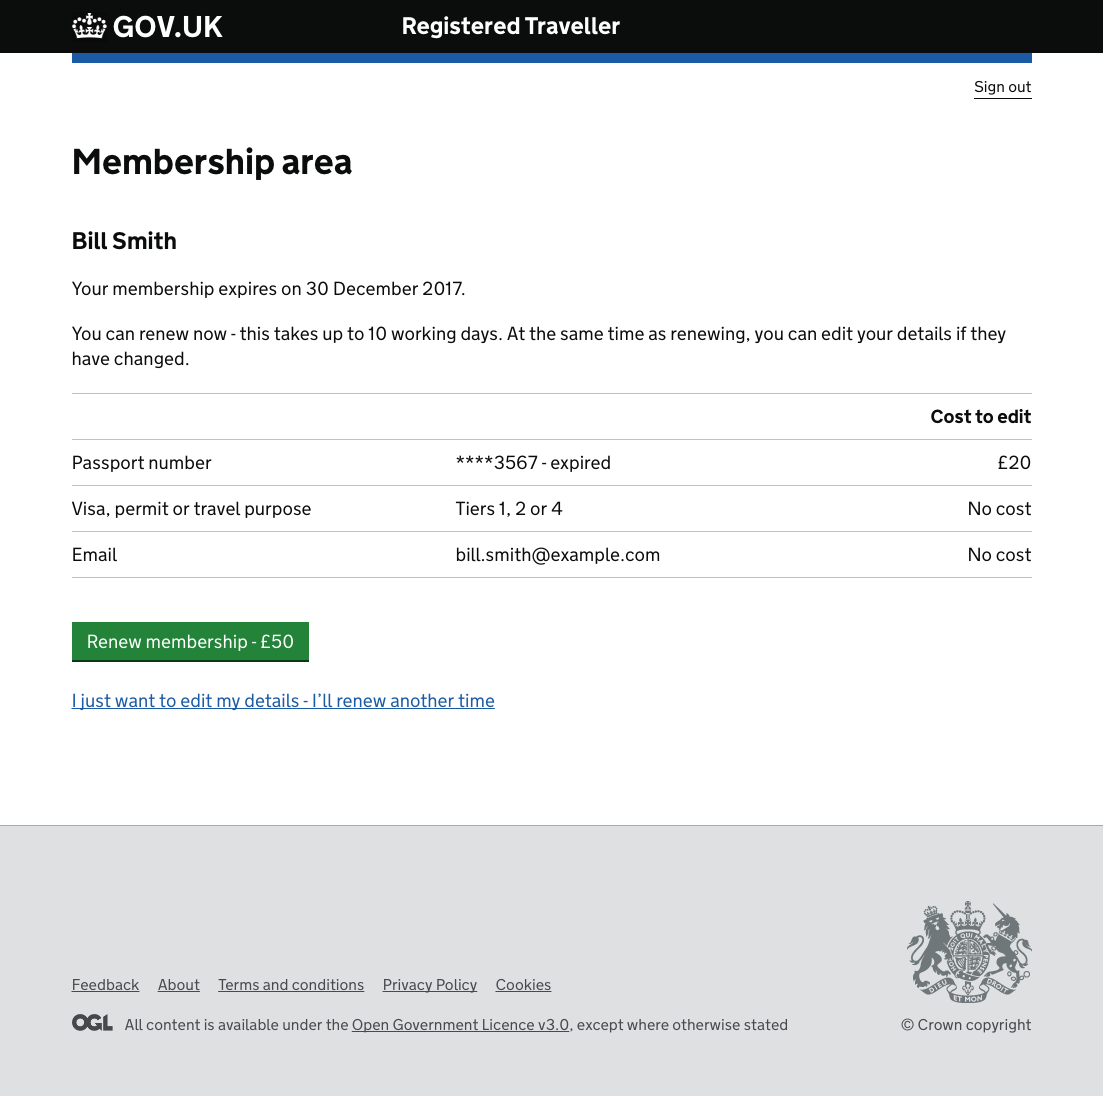 GOV.UK
Registered Traveller
Sign out
Membership area
Bill Smith
Your membership expires on 30 December 2017.
You can renew now - this takes up to 10 working days. At the same time as renewing, you can edit your details if they
have changed.
Cost to edit
Passport number ****3567 - expired £20
Visa, permit or travel purpose Tiers 1, 2 or 4 No cost
Email bill.smith@example.com No cost
Renew membership - £50
I just want to edit my details - I’ll renew another time
Feedback About Terms and conditions Privacy Policy Cookies
OGL All content is available under the Open Government Licence v3.0, except where otherwise stated
© Crown copyright